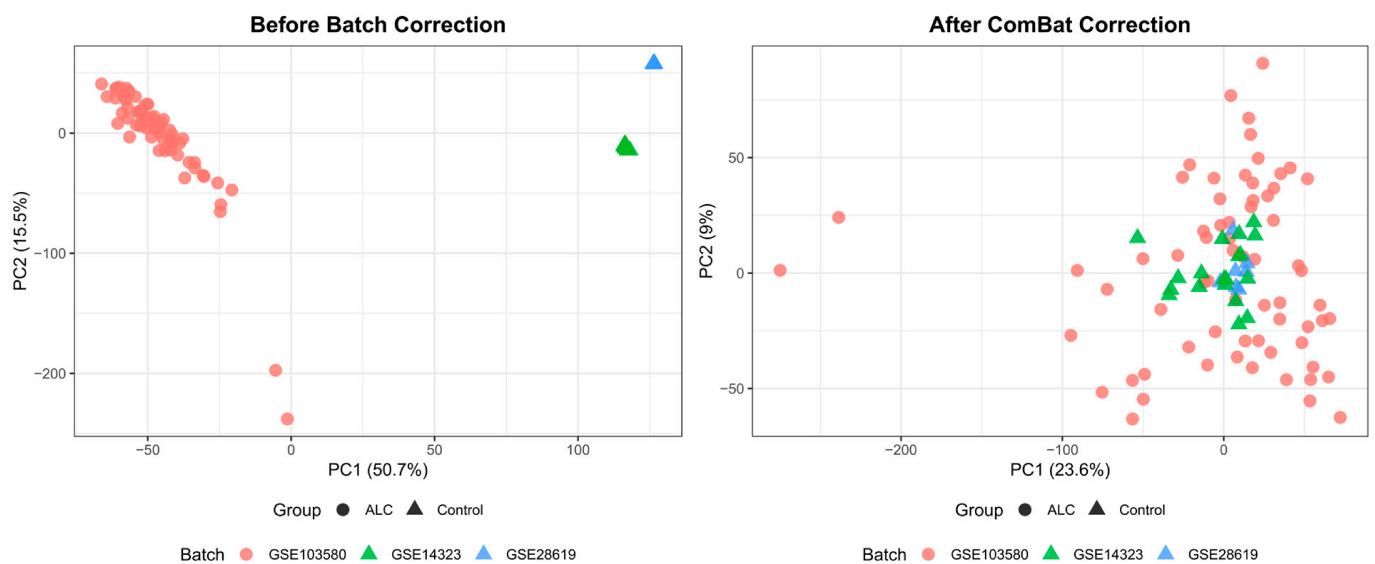 Before Batch Correction
0
−100
−200
PC2 (15.5%)
−50
0
50
100
PC1 (50.7%)
Group ALC Control
Batch GSE103580 GSE14323 GSE28619
After ComBat Correction
50
0
−50
PC2 (9%)
−200
−100
0
PC1 (23.6%)
Group ALC Control
Batch GSE103580 GSE14323 GSE28619